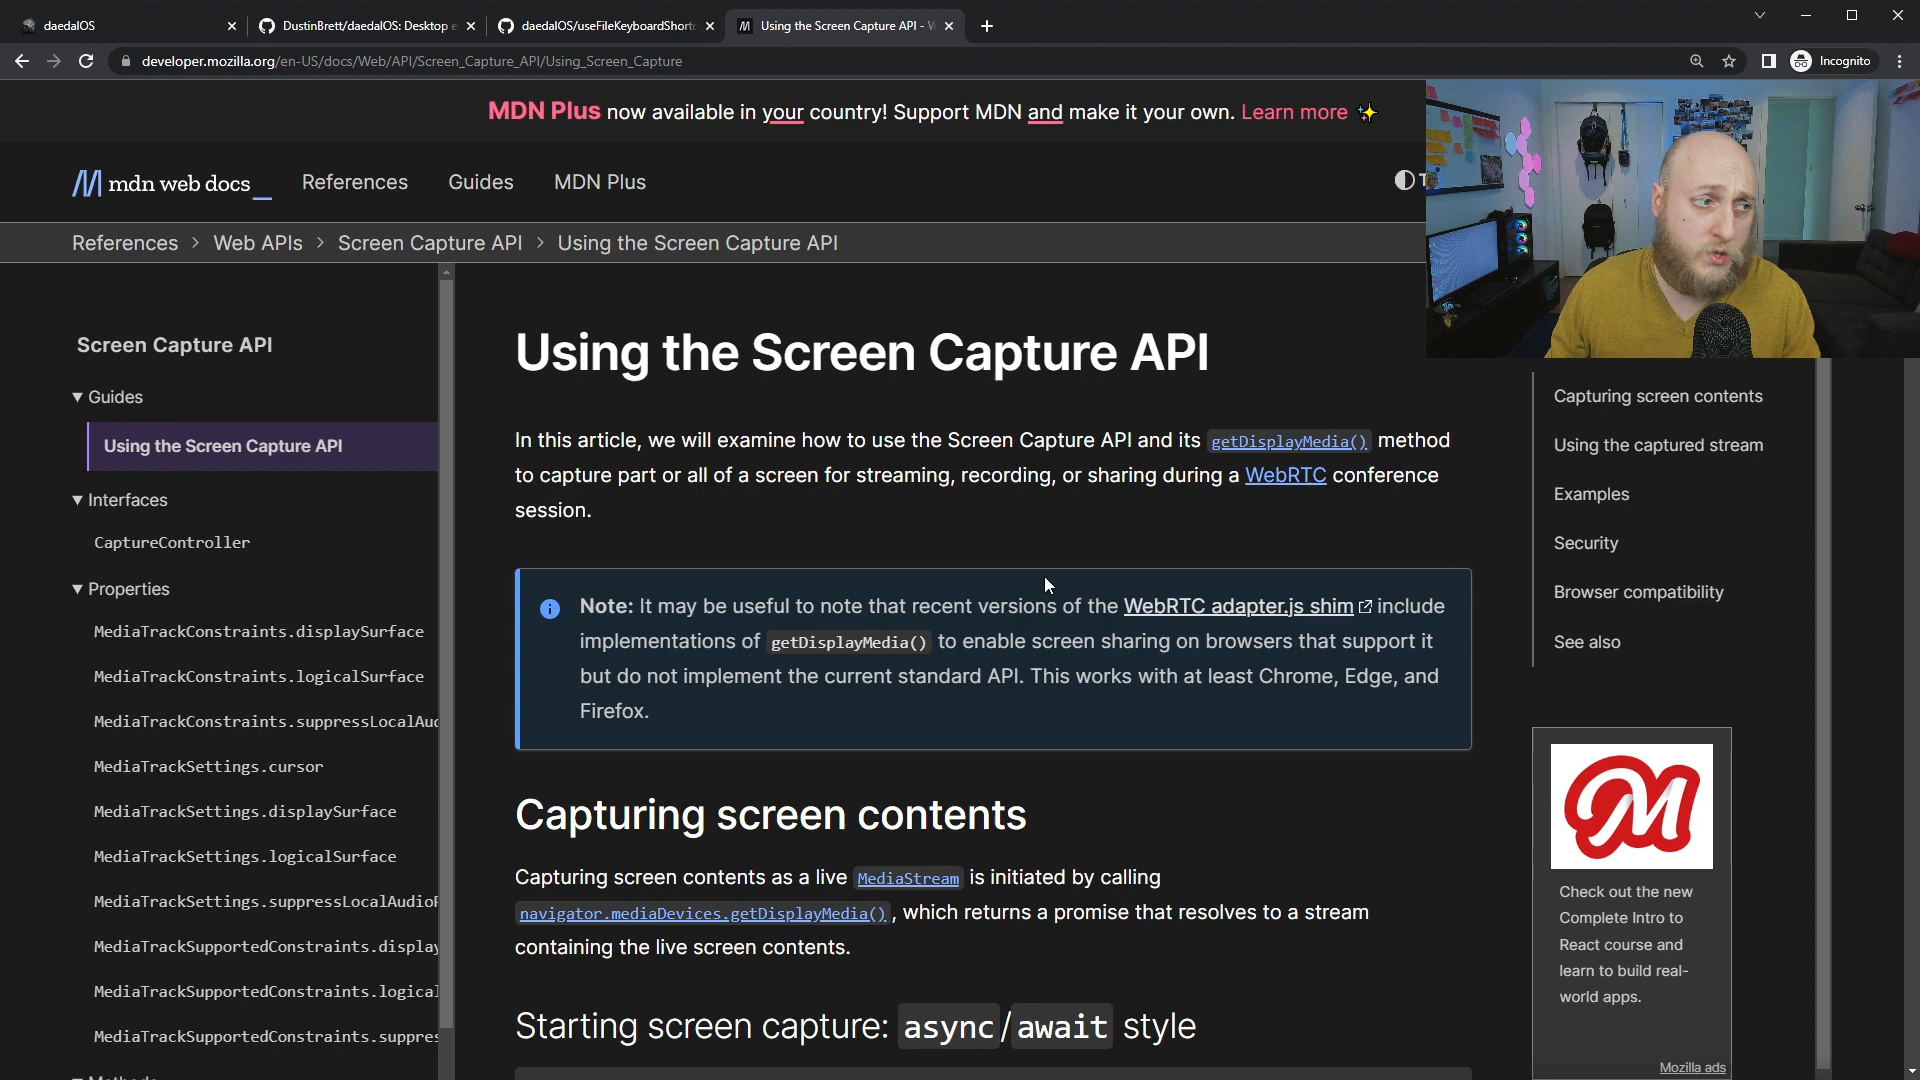 daedalOS
DustinBrett/daedalOS: Desktop e
daedalOS/useFileKeyboardShort
Using the Screen Capture API - W
developer.mozilla.org/en-US/docs/Web/API/Screen_Capture_API/Using_Screen_Capture
Incognito
MDN Plus now available in your country! Support MDN and make it your own. Learn more ✨
mdn web docs_
References
Guides
MDN Plus
T
References > Web APIs > Screen Capture API > Using the Screen Capture API
Screen Capture API
▼ Guides
Using the Screen Capture API
▼ Interfaces
CaptureController
▼ Properties
MediaTrackConstraints.displaySurface
MediaTrackConstraints.logicalSurface
MediaTrackConstraints.suppressLocalAud
MediaTrackSettings.cursor
MediaTrackSettings.displaySurface
MediaTrackSettings.logicalSurface
MediaTrackSettings.suppressLocalAudioP
MediaTrackSupportedConstraints.display
MediaTrackSupportedConstraints.logical
MediaTrackSupportedConstraints.suppres
Using the Screen Capture API
In this article, we will examine how to use the Screen Capture API and its getDisplayMedia() method
to capture part or all of a screen for streaming, recording, or sharing during a WebRTC conference
session.
Note: It may be useful to note that recent versions of the WebRTC adapter.js shim include
implementations of getDisplayMedia() to enable screen sharing on browsers that support it
but do not implement the current standard API. This works with at least Chrome, Edge, and
Firefox.
Capturing screen contents
Capturing screen contents as a live MediaStream is initiated by calling
navigator.mediaDevices.getDisplayMedia(), which returns a promise that resolves to a stream
containing the live screen contents.
Starting screen capture: async/await style
Capturing screen contents
Using the captured stream
Examples
Security
Browser compatibility
See also
M
Check out the new
Complete Intro to
React course and
learn to build real-
world apps.
Mozilla ads